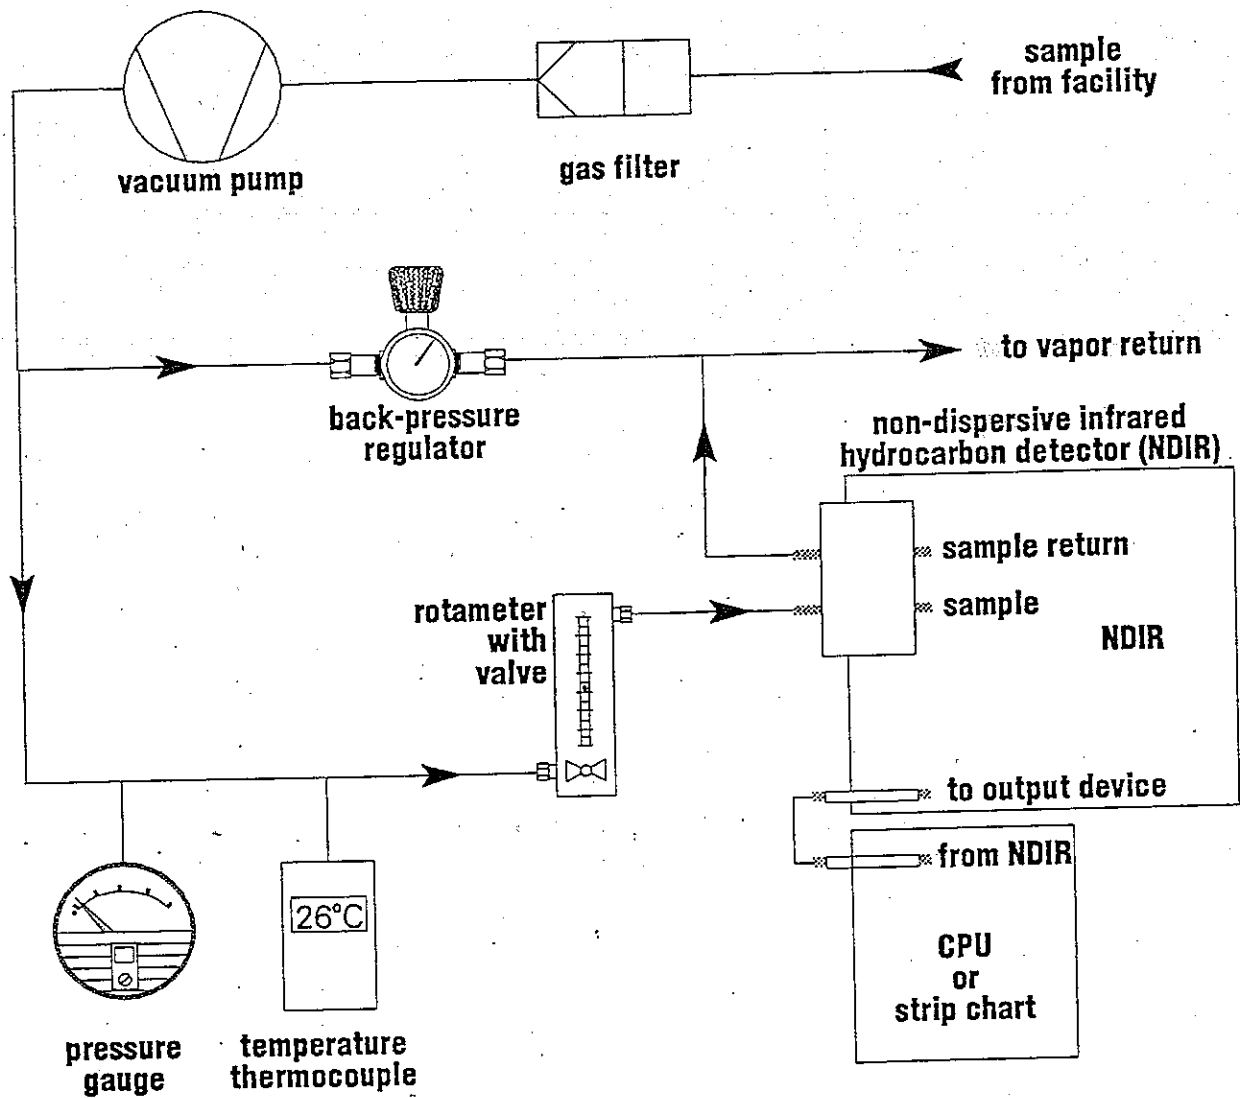 sample
from facility
gas filter
vacuum pump
to vapor return
back-pressure
regulator
non-dispersive infrared
hydrocarbon detector (NDIR)
sample return
sample
NDIR
rotameter
with
valve
to output device
from NDIR
CPU
or
strip chart
26°C
pressure
gauge
temperature
thermocouple